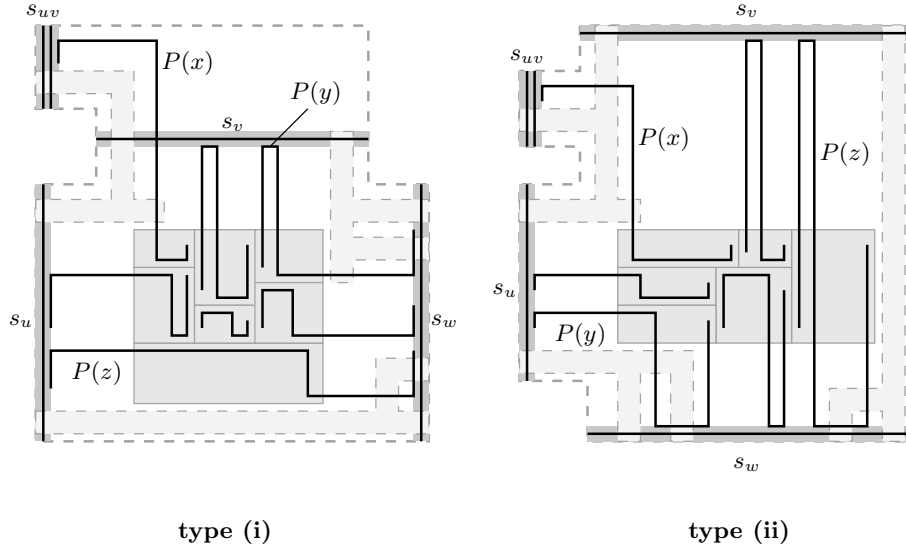 s_{uv}
P(x)
P(y)
s_v
s_u
s_w
P(z)
type (i)
s_v
s_{uv}
P(x)
P(z)
s_u
P(y)
s_w
type (ii)